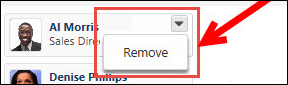 Al Morris
Sales Direc
Remove
Denise Phillips